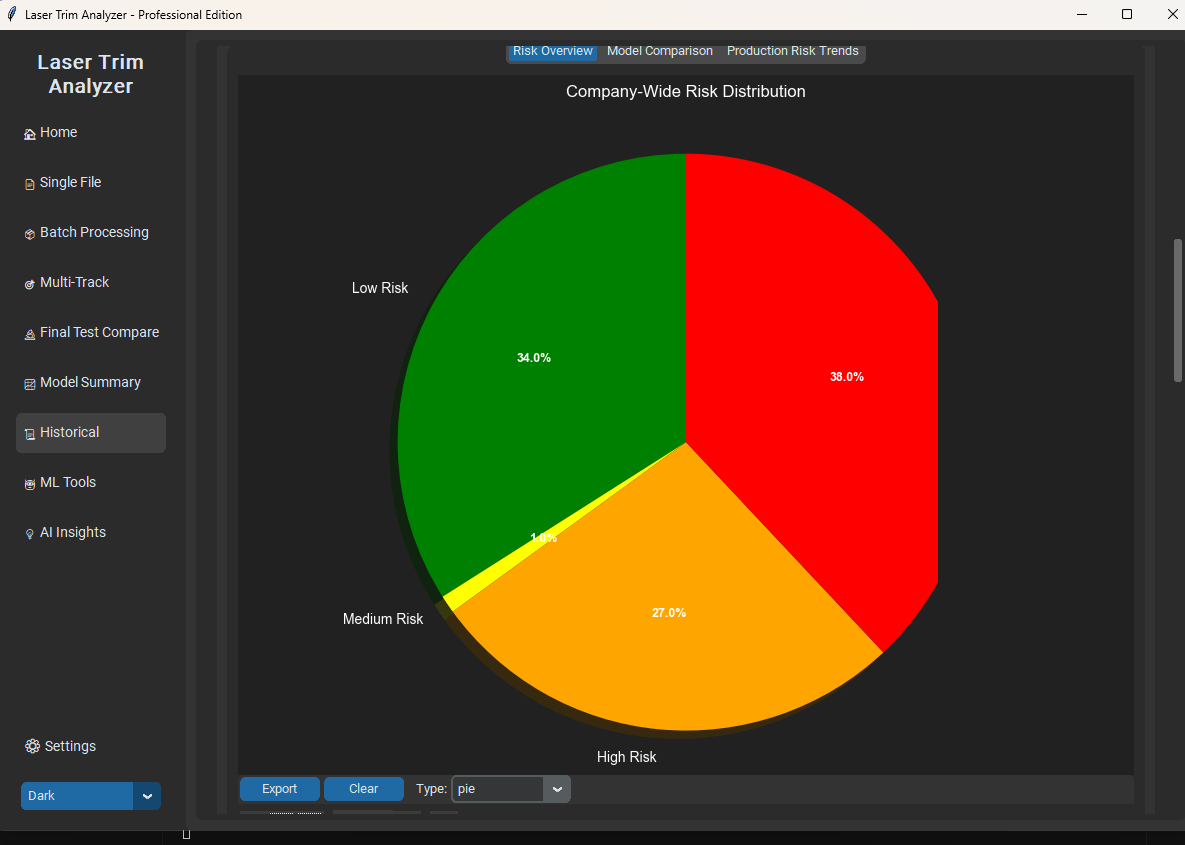 Laser Trim Analyzer - Professional Edition
Laser Trim
Analyzer
Home
Single File
Batch Processing
Multi-Track
Final Test Compare
Model Summary
Historical
ML Tools
AI Insights
Settings
Dark
Risk Overview Model Comparison Production Risk Trends
Company-Wide Risk Distribution
Low Risk
34.0%
38.0%
1.0%
Medium Risk
27.0%
High Risk
Export Clear Type: pie